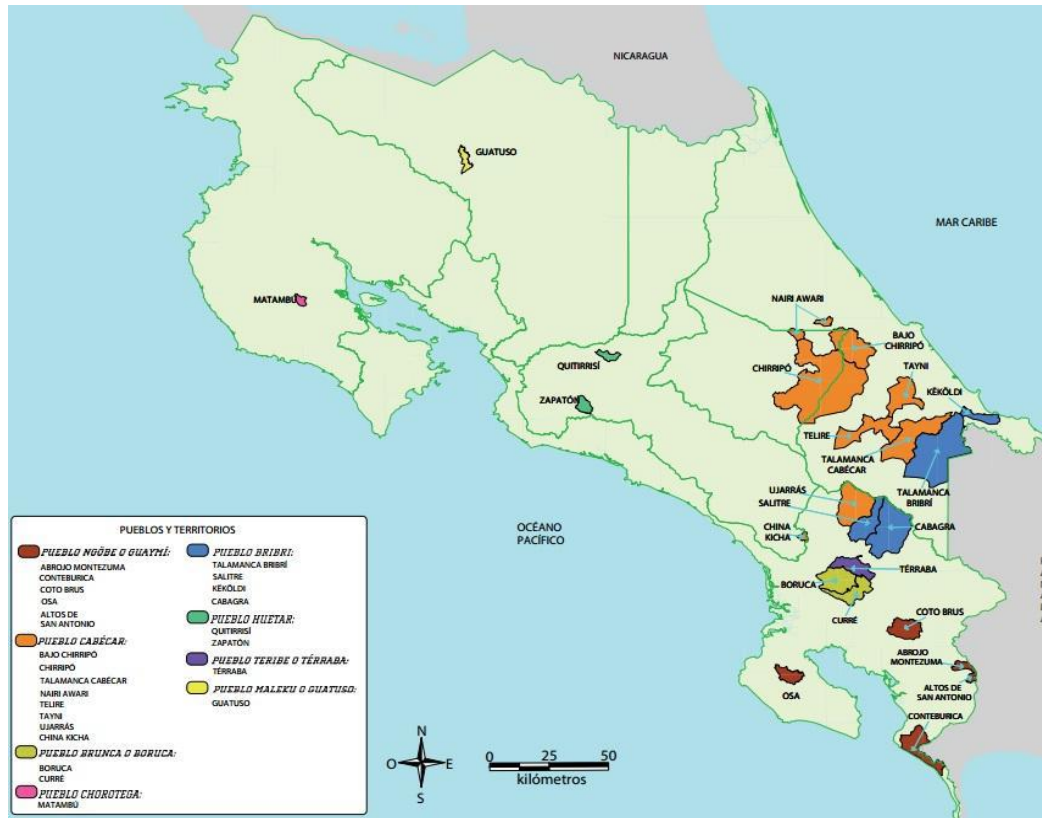 NICARAGUA
GUATUSO
MAR CARIBE
MATAMBÚ
NAIRI AWARI
BAJO
CHIRRIPÓ
QUITIRRISÍ
CHIRRIPÓ
TAYNI
KÉKÖLDI
ZAPATÓN
TELIRE
TALAMANCA
CABÉCAR
UJARRÁS
SALITRE
TALAMANCA
BRIBRÍ
OCÉANO
PACÍFICO
CHINA
KICHA
CABAGRA
TÉRRABA
BORUCA
CURRÉ
COTO BRUS
ABROJO
MONTEZUMA
OSA
ALTOS DE
SAN ANTONIO
CONTEBURICA
PUEBLOS Y TERRITORIOS
PUEBLO NGÖBE O GUAYMÍ:
ABROJO MONTEZUMA
CONTEBURICA
COTO BRUS
OSA
ALTOS DE
SAN ANTONIO
PUEBLO CABÉCAR:
BAJO CHIRRIPÓ
CHIRRIPÓ
TALAMANCA CABÉCAR
NAIRI AWARI
TELIRE
TAYNI
UJARRÁS
CHINA KICHA
PUEBLO BRUNCA O BORUCA:
BORUCA
CURRÉ
PUEBLO CHOROTEGA:
MATAMBÚ
PUEBLO BRIBRI:
TALAMANCA BRIBRÍ
SALITRE
KÉKÖLDI
CABAGRA
PUEBLO HUETAR:
QUITIRRISÍ
ZAPATÓN
PUEBLO TERIBE O TÉRRABA:
TÉRRABA
PUEBLO MALEKU O GUATUSO:
GUATUSO
N
O E
S
0 25 50
kilómetros